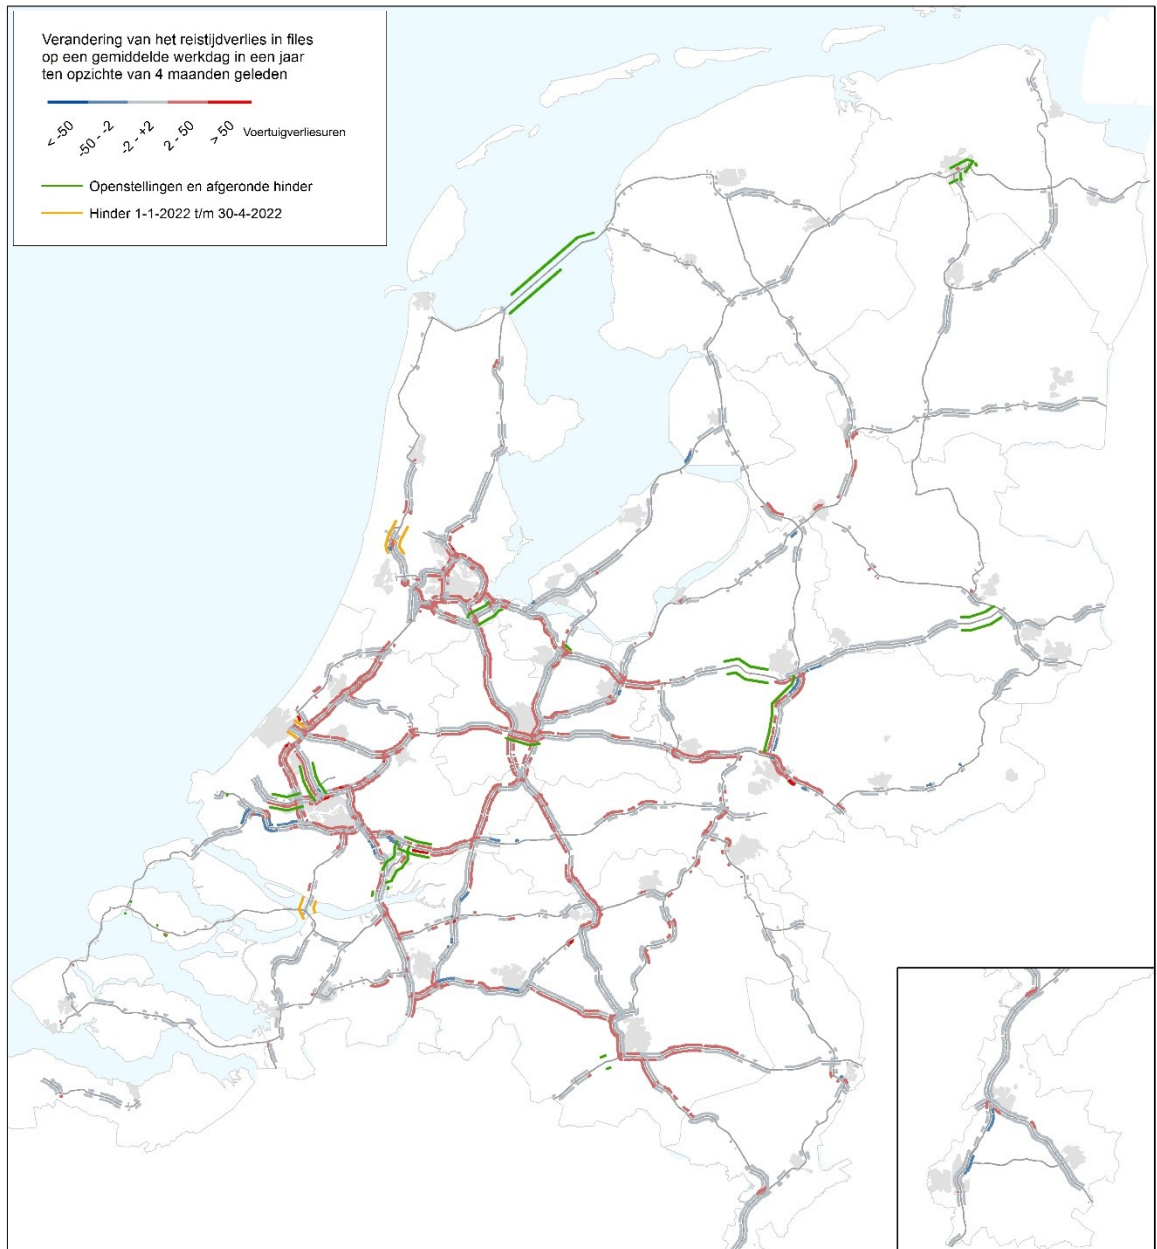 Verandering van het reistijdverlies in files
op een gemiddelde werkdag in een jaar
ten opzichte van 4 maanden geleden
< -50
-50 - -2
-2 - +2
2 - 50
> 50
Voertuigverliesuren
Openstellingen en afgeronde hinder
Hinder 1-1-2022 t/m 30-4-2022